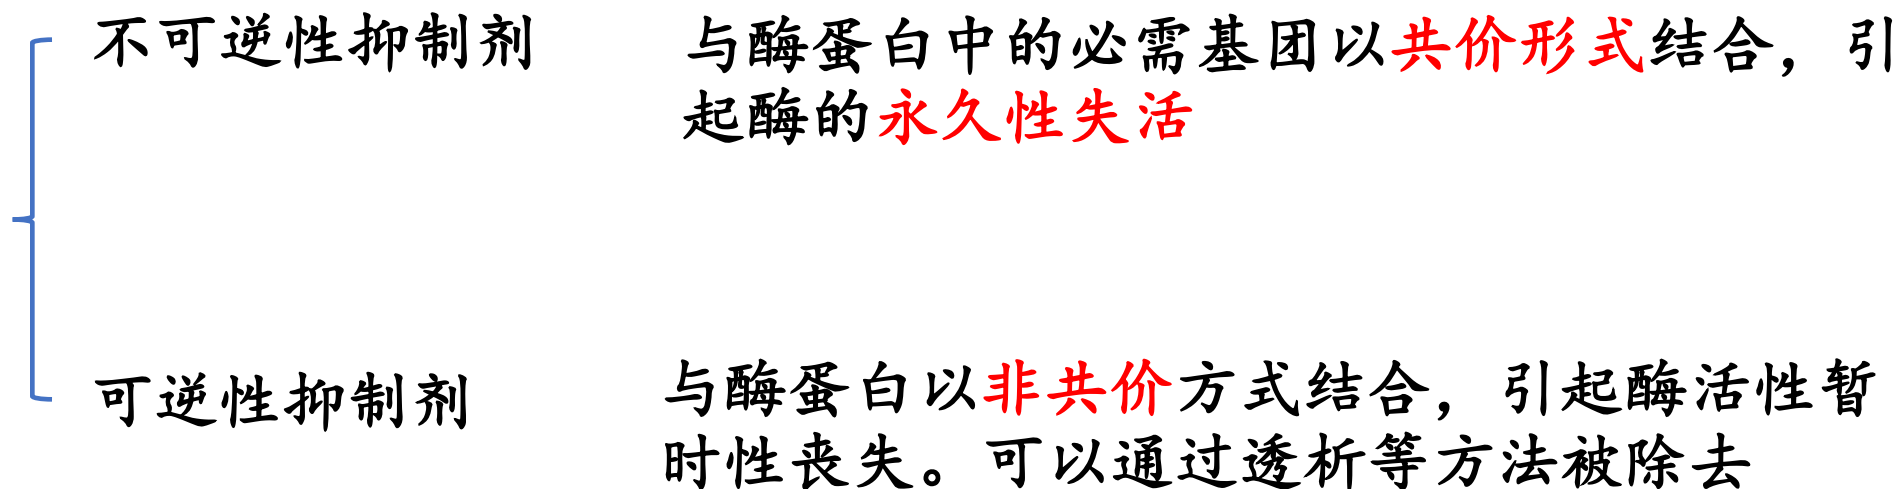 不可逆性抑制剂
与酶蛋白中的必需基团以共价形式结合，引
起酶的永久性失活
可逆性抑制剂
与酶蛋白以非共价方式结合，引起酶活性暂
时性丧失。可以通过透析等方法被除去